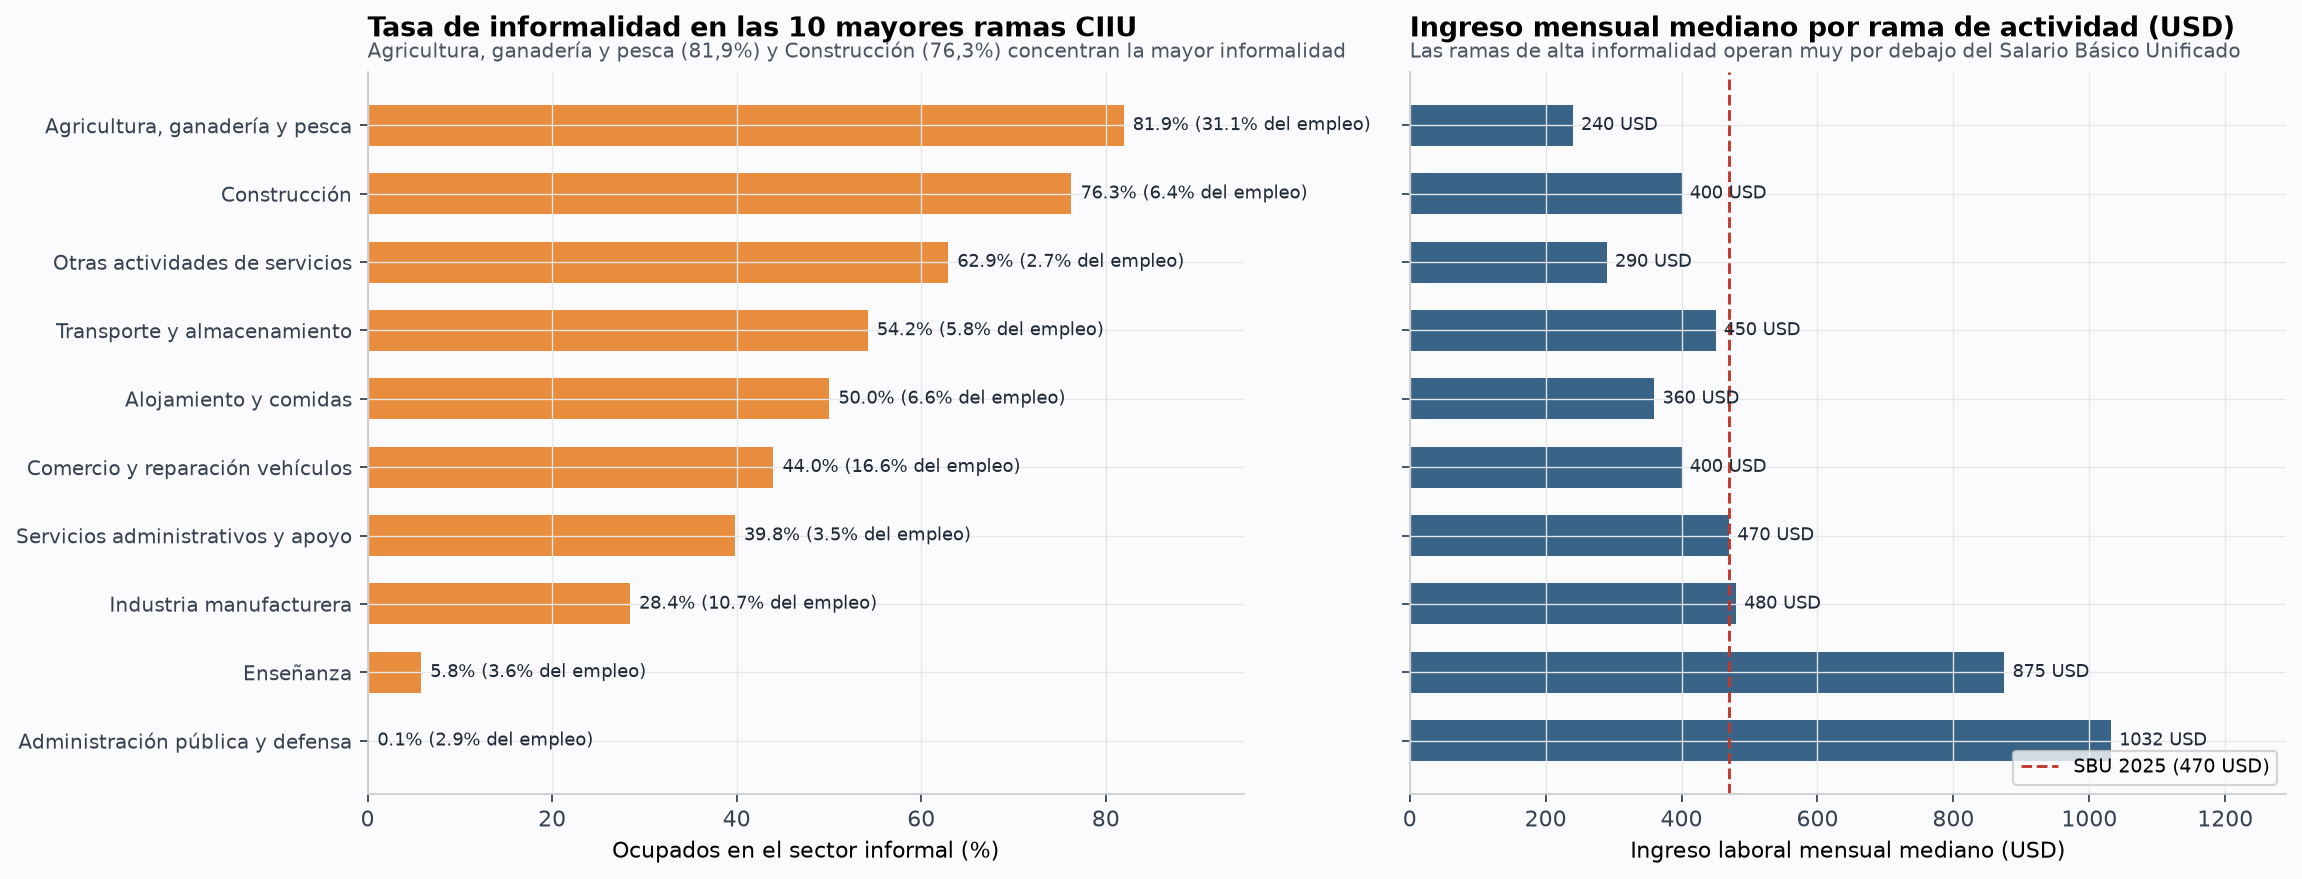 Tasa de informalidad en las 10 mayores ramas CIIU
Agricultura, ganadería y pesca (81,9%) y Construcción (76,3%) concentran la mayor informalidad
Agricultura, ganadería y pesca
81.9% (31.1% del empleo)
Construcción
76.3% (6.4% del empleo)
Otras actividades de servicios
62.9% (2.7% del empleo)
Transporte y almacenamiento
54.2% (5.8% del empleo)
Alojamiento y comidas
50.0% (6.6% del empleo)
Comercio y reparación vehículos
44.0% (16.6% del empleo)
Servicios administrativos y apoyo
39.8% (3.5% del empleo)
Industria manufacturera
28.4% (10.7% del empleo)
Enseñanza
5.8% (3.6% del empleo)
Administración pública y defensa
0.1% (2.9% del empleo)
0 20 40 60 80
Ocupados en el sector informal (%)
Ingreso mensual mediano por rama de actividad (USD)
Las ramas de alta informalidad operan muy por debajo del Salario Básico Unificado
240 USD
400 USD
290 USD
450 USD
360 USD
400 USD
470 USD
480 USD
875 USD
1032 USD
SBU 2025 (470 USD)
0 200 400 600 800 1000 1200
Ingreso laboral mensual mediano (USD)